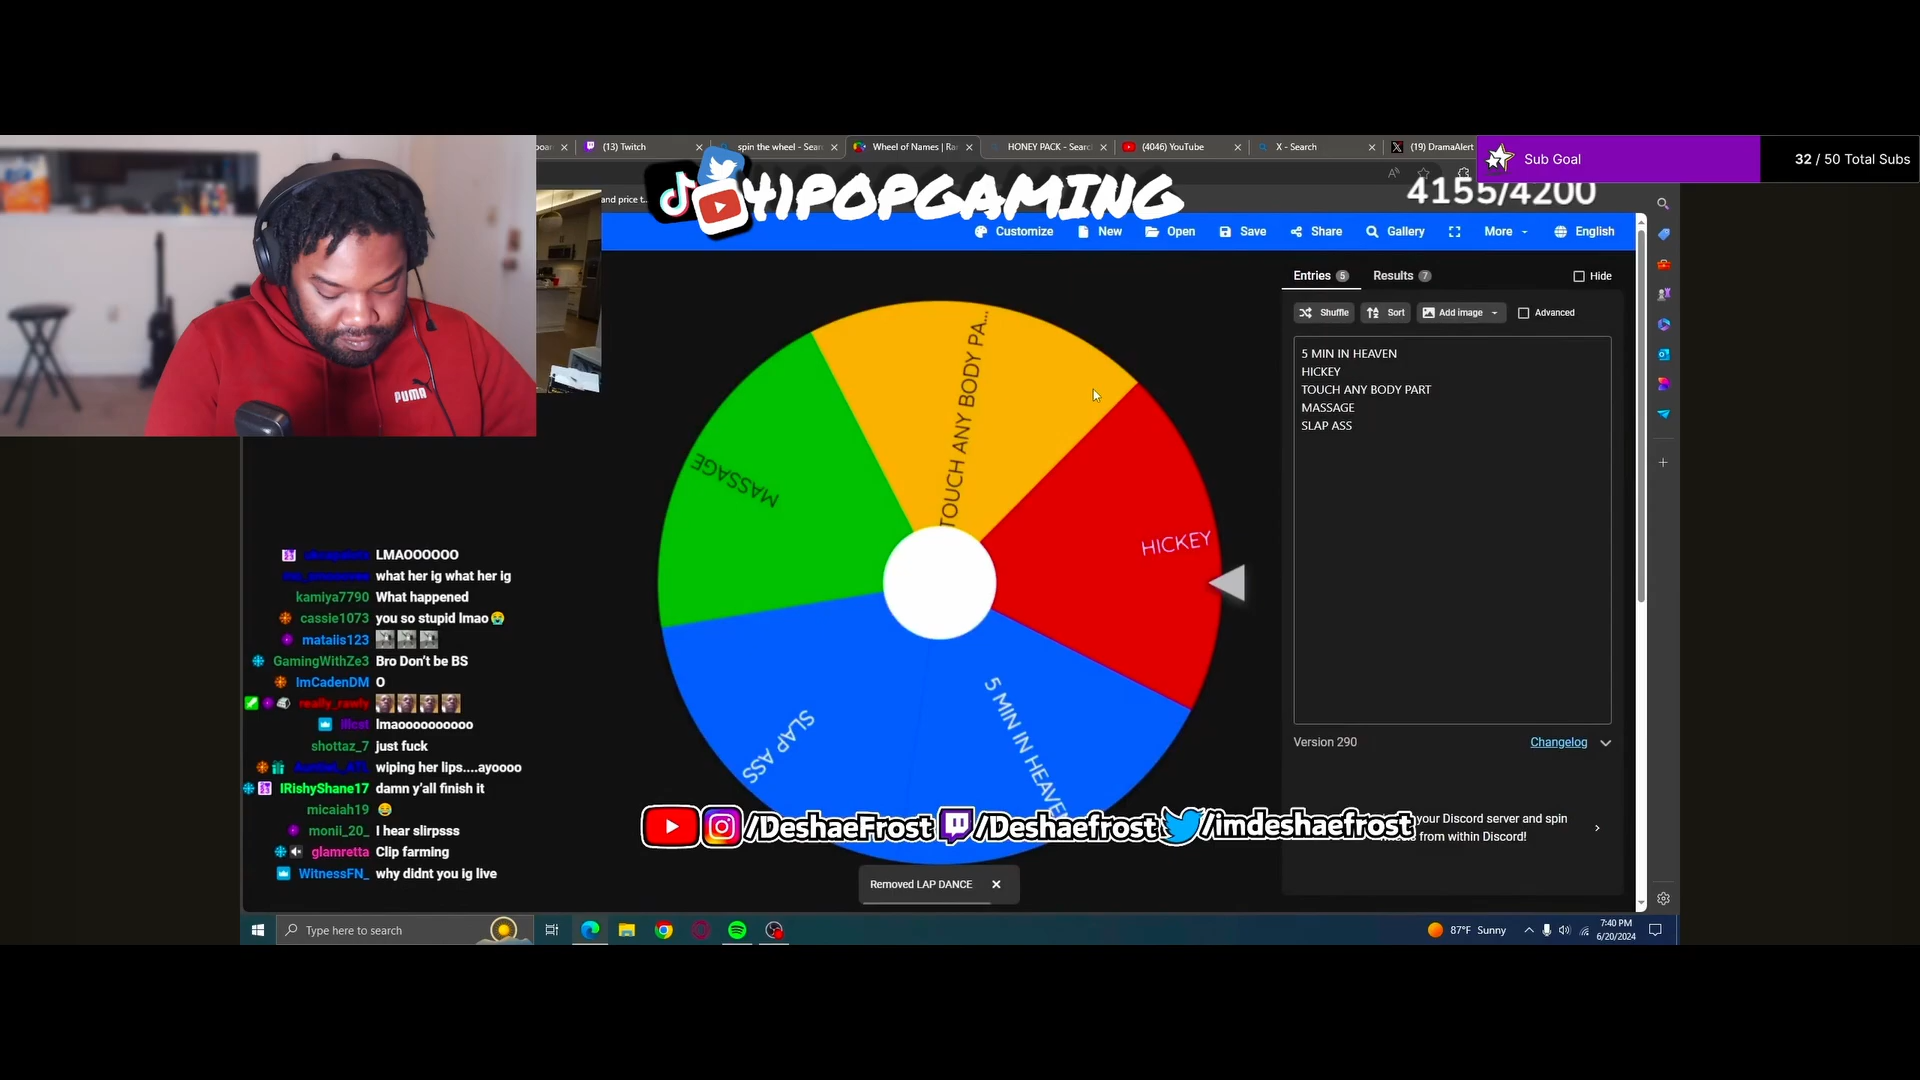 (13) Twitch
spin the wheel - Sear
Wheel of Names | Ra
HONEY PACK - Search
(4046) YouTube
X - Search
(19) DramaAlert
Sub Goal
32 / 50 Total Subs
and price t...
41POPGAMING
4155/4200
Customize
New
Open
Save
Share
Gallery
More
English
PUMA
Entries 5
Results 7
Hide
Shuffle
Sort
Add image
Advanced
5 MIN IN HEAVEN
HICKEY
TOUCH ANY BODY PART
MASSAGE
SLAP ASS
TOUCH ANY BODY PA...
MASSAGE
HICKEY
SLAP ASS
5 MIN IN HEAVE
Version 290
Changelog
your Discord server and spin
from within Discord!
LMAOOOOOO
what her ig what her ig
kamiya7790 What happened
cassie1073 you so stupid lmao😭
mataiis123
GamingWithZe3 Bro Don't be BS
ImCadenDM O
really_rawly
illest lmaoooooooooo
shottaz_7 just fuck
wiping her lips....ayoooo
IRishyShane17 damn y'all finish it
micaiah19 😂
monii_20_ I hear slirpsss
glamretta Clip farming
WitnessFN_ why didnt you ig live
/DeshaeFrost /Deshaefrost /imdeshaefrost
Removed LAP DANCE
Type here to search
87°F Sunny
7:40 PM
6/20/2024